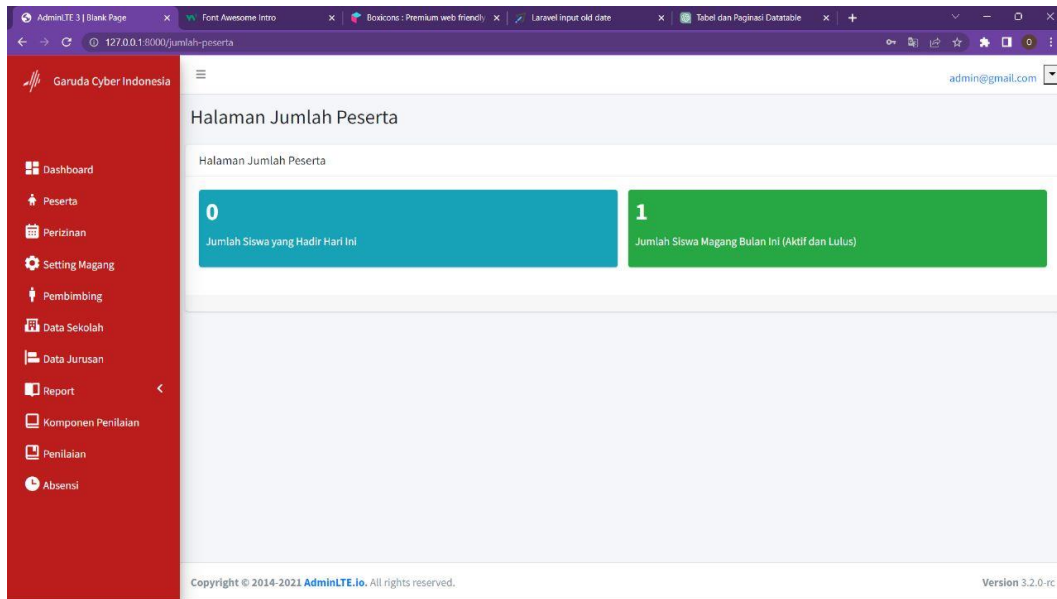 AdminLTE 3 | Blank Page
Font Awesome Intro
Boxicons : Premium web friendly
Laravel input old date
Tabel dan Paginasi Datatable
127.0.0.1:8000/jumlah-peserta
Garuda Cyber Indonesia
admin@gmail.com
Halaman Jumlah Peserta
Halaman Jumlah Peserta
Dashboard
Peserta
Perizinan
Setting Magang
Pembimbing
Data Sekolah
Data Jurusan
Report
Komponen Penilaian
Penilaian
Absensi
0
Jumlah Siswa yang Hadir Hari Ini
1
Jumlah Siswa Magang Bulan Ini (Aktif dan Lulus)
Copyright © 2014-2021 AdminLTE.io. All rights reserved.
Version 3.2.0-rc